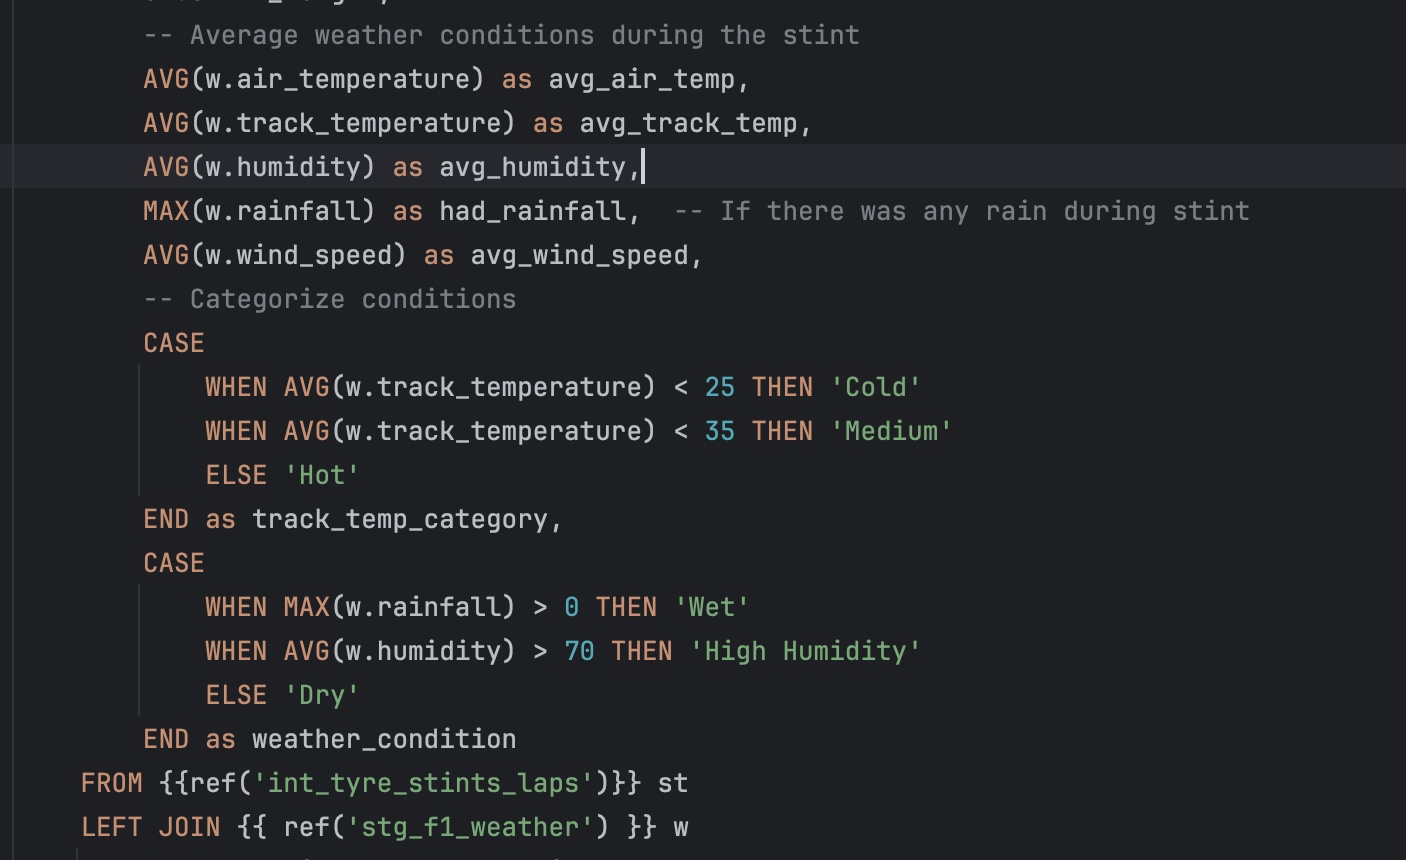 -- Average weather conditions during the stint
AVG(w.air_temperature) as avg_air_temp,
AVG(w.track_temperature) as avg_track_temp,
AVG(w.humidity) as avg_humidity,
MAX(w.rainfall) as had_rainfall,  -- If there was any rain during stint
AVG(w.wind_speed) as avg_wind_speed,
-- Categorize conditions
CASE
    WHEN AVG(w.track_temperature) < 25 THEN 'Cold'
    WHEN AVG(w.track_temperature) < 35 THEN 'Medium'
    ELSE 'Hot'
END as track_temp_category,
CASE
    WHEN MAX(w.rainfall) > 0 THEN 'Wet'
    WHEN AVG(w.humidity) > 70 THEN 'High Humidity'
    ELSE 'Dry'
END as weather_condition
FROM {{ref('int_tyre_stints_laps')}} st
LEFT JOIN {{ ref('stg_f1_weather') }} w